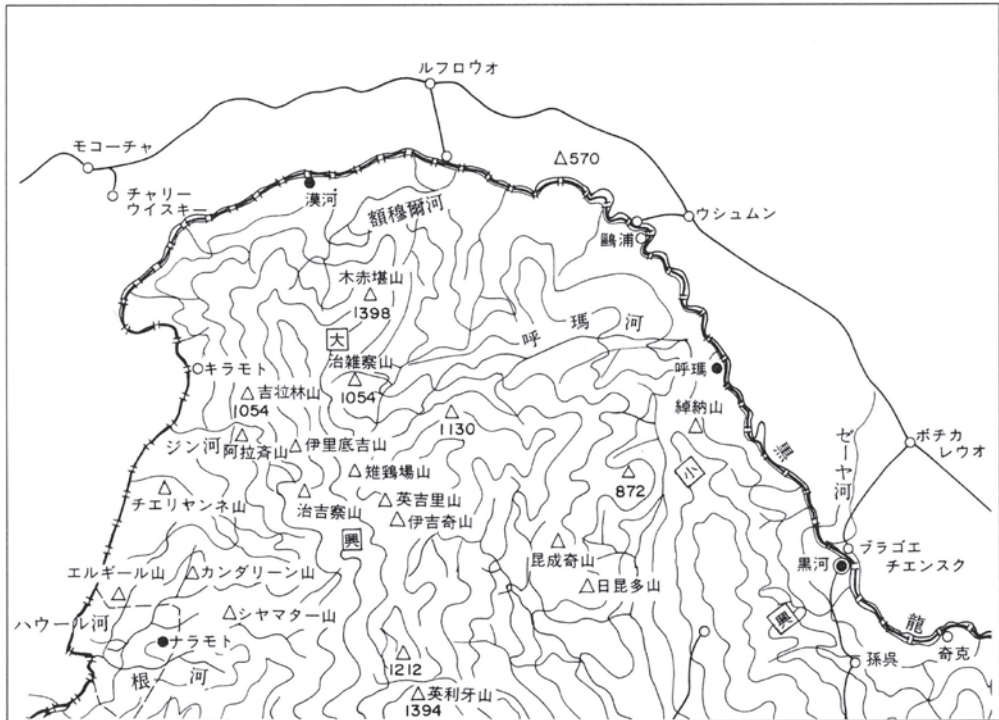 ルフロウオ
モコーチャ
チャリー
ウイスキー
漠河
額穆爾河
570
ウシュムン
鷗浦
木赤堪山
1398
大
呼瑪河
治雑察山
1054
キラモト
吉垃林山
1054
呼瑪
綽納山
1130
ジン河
阿拉斉山
伊里底吉山
黒
ゼーヤ河
ボチカ
レウオ
雉鶏場山
小
872
チエリヤンネ山
治吉察山
英吉里山
伊吉奇山
興
昆成奇山
ブラゴエ
チエンスク
黒河
エルギール山
カンダリーン山
日昆多山
ハウール河
シヤマター山
興
龍
ナラモト
奇克
根河
1212
孫呉
英利牙山
1394